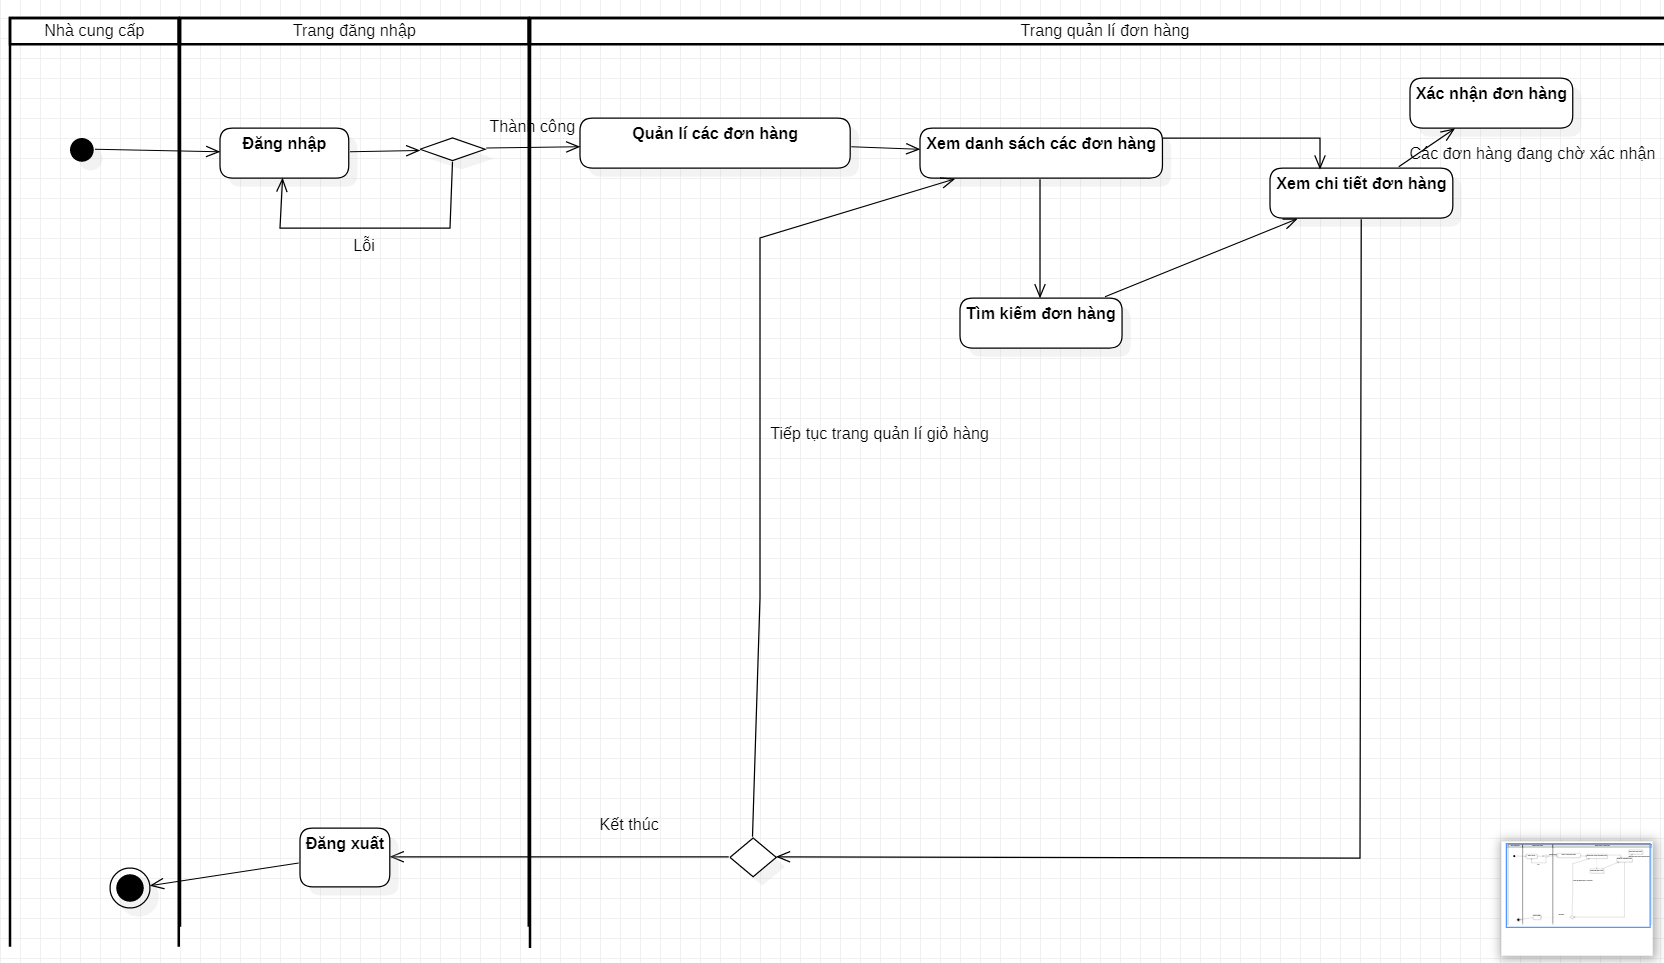 Nhà cung cấp
Trang đăng nhập
Trang quản lí đơn hàng
Xác nhận đơn hàng
Thành công
Đăng nhập
Quản lí các đơn hàng
Xem danh sách các đơn hàng
Các đơn hàng đang chờ xác nhận
Xem chi tiết đơn hàng
Lỗi
Tìm kiếm đơn hàng
Tiếp tục trang quản lí giỏ hàng
Kết thúc
Đăng xuất